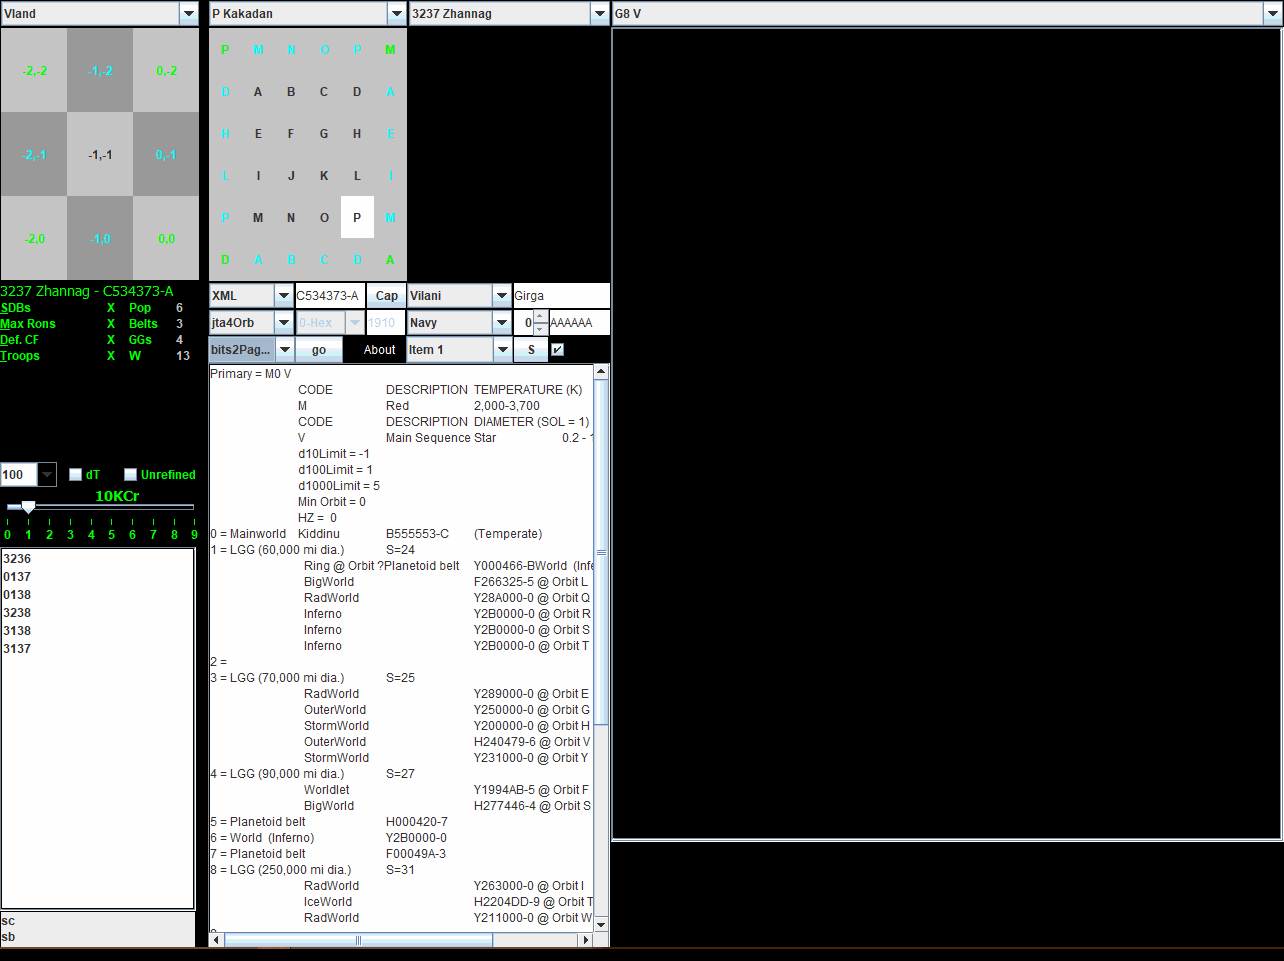 Vland P Kakadan 3237 Zhannag G8 V
-2,-2 -1,-2 0,-2
-2,-1 -1,-1 0,-1
-2,0 -1,0 0,0
P M N O P M
D A B C D A
H E F G H E
L I J K L I
P M N O P M
D A B C D A
3237 Zhannag - C534373-A
SDBs X Pop 6
Max Rons X Belts 3
Def. CF X GGs 4
Troops X W 13
XML C534373-A Cap Vilani Girga
jta4Orb 0-Hex 1910 Navy 0 AAAAAA
bits2Pag... go About Item 1 S
100 dT Unrefined
10KCr
0 1 2 3 4 5 6 7 8 9
3236
0137
0138
3238
3138
3137
sc
sb
Primary = M0 V
CODE DESCRIPTION TEMPERATURE (K)
M Red 2,000-3,700
CODE DESCRIPTION DIAMETER (SOL = 1)
V Main Sequence Star 0.2 - 1
d10Limit = -1
d100Limit = 1
d1000Limit = 5
Min Orbit = 0
HZ = 0
0 = Mainworld Kiddinu B555553-C (Temperate)
1 = LGG (60,000 mi dia.) S=24
Ring @ Orbit ?Planetoid belt Y000466-BWorld (Infe
BigWorld F266325-5 @ Orbit L
RadWorld Y28A000-0 @ Orbit Q
Inferno Y2B0000-0 @ Orbit R
Inferno Y2B0000-0 @ Orbit S
Inferno Y2B0000-0 @ Orbit T
2 =
3 = LGG (70,000 mi dia.) S=25
RadWorld Y289000-0 @ Orbit E
OuterWorld Y250000-0 @ Orbit G
StormWorld Y200000-0 @ Orbit H
OuterWorld H240479-6 @ Orbit V
StormWorld Y231000-0 @ Orbit Y
4 = LGG (90,000 mi dia.) S=27
Worldlet Y1994AB-5 @ Orbit F
BigWorld H277446-4 @ Orbit S
5 = Planetoid belt H000420-7
6 = World (Inferno) Y2B0000-0
7 = Planetoid belt F00049A-3
8 = LGG (250,000 mi dia.) S=31
RadWorld Y263000-0 @ Orbit I
IceWorld H2204DD-9 @ Orbit T
RadWorld Y211000-0 @ Orbit W